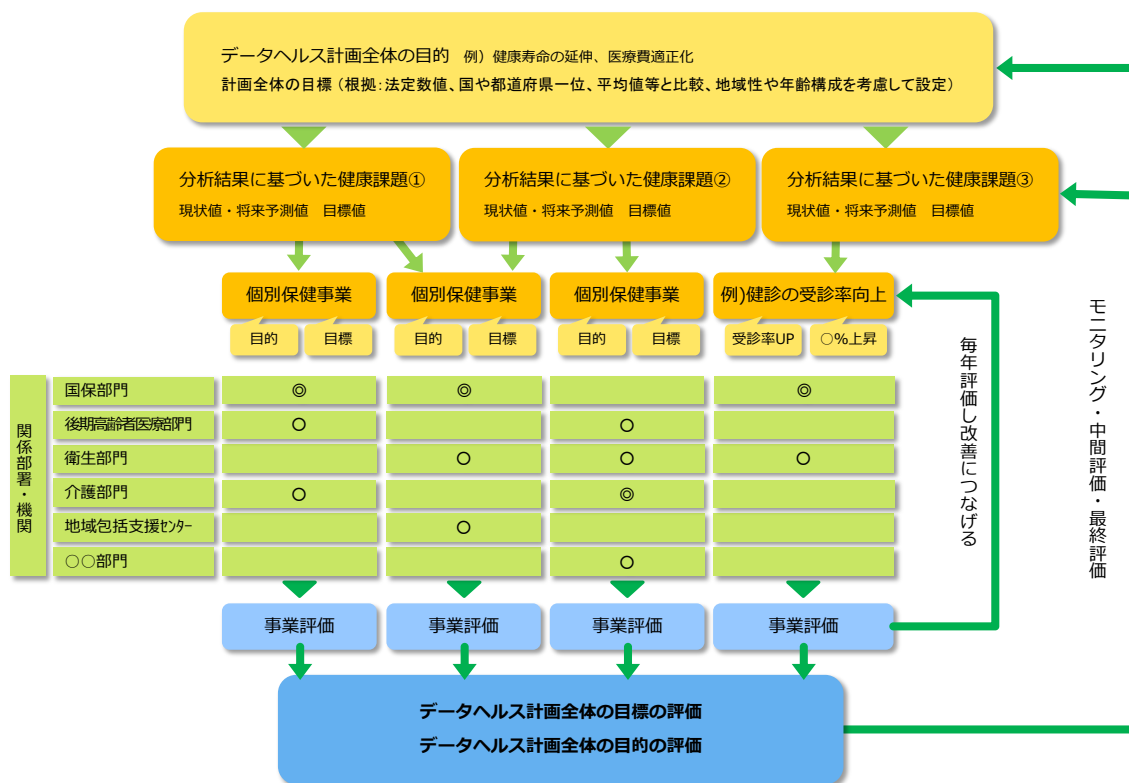 データヘルス計画全体の目的 例）健康寿命の延伸、医療費適正化
計画全体の目標（根拠：法定数値、国や都道府県一位、平均値等と比較、地域性や年齢構成を考慮して設定）
分析結果に基づいた健康課題①
現状値・将来予測値　目標値
分析結果に基づいた健康課題②
現状値・将来予測値　目標値
分析結果に基づいた健康課題③
現状値・将来予測値　目標値
個別保健事業
個別保健事業
個別保健事業
例)健診の受診率向上
目的
目標
目的
目標
目的
目標
受診率UP
○%上昇
関係部署・機関
国保部門 ◎ ◎ ◎
後期高齢者医療部門 ○ ○
衛生部門 ○ ○ ○
介護部門 ○ ◎
地域包括支援ｾﾝﾀｰ ○
○○部門 ○
事業評価
事業評価
事業評価
事業評価
毎年評価し改善につなげる
モニタリング・中間評価・最終評価
データヘルス計画全体の目標の評価
データヘルス計画全体の目的の評価